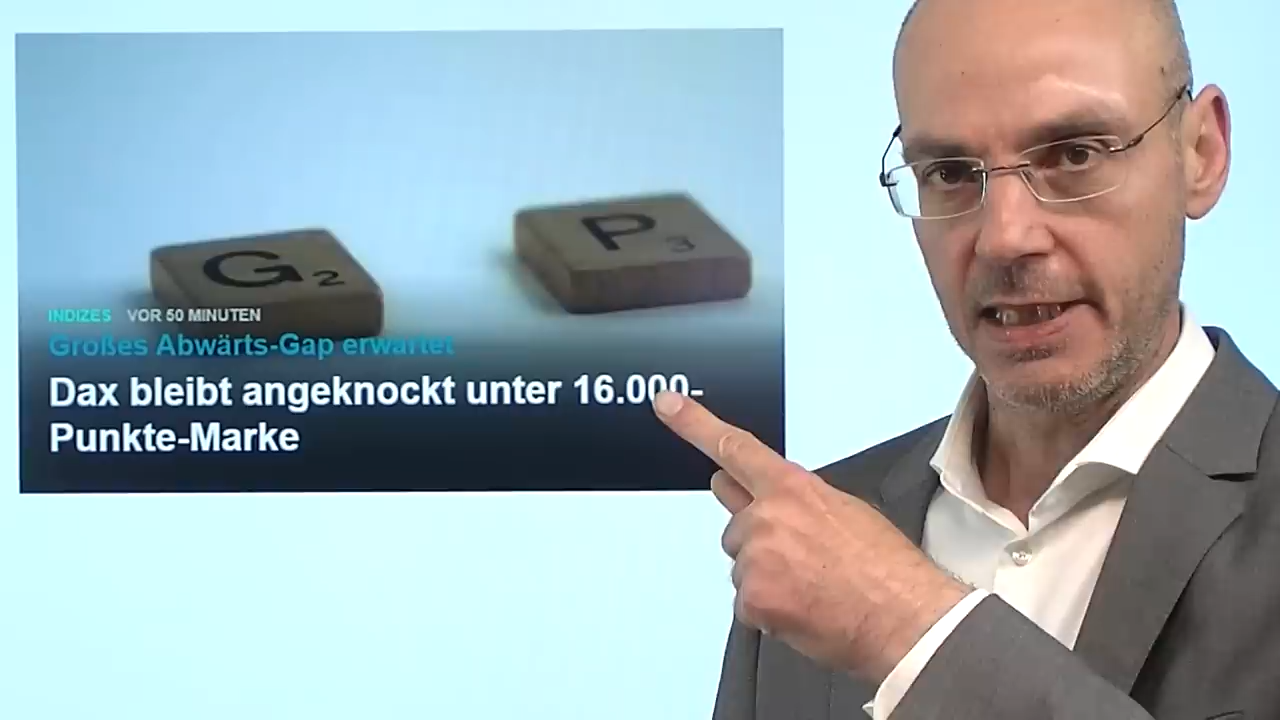 G2
P3
INDIZES VOR 50 MINUTEN
Großes Abwärts-Gap erwartet
Dax bleibt angeknockt unter 16.000-
Punkte-Marke